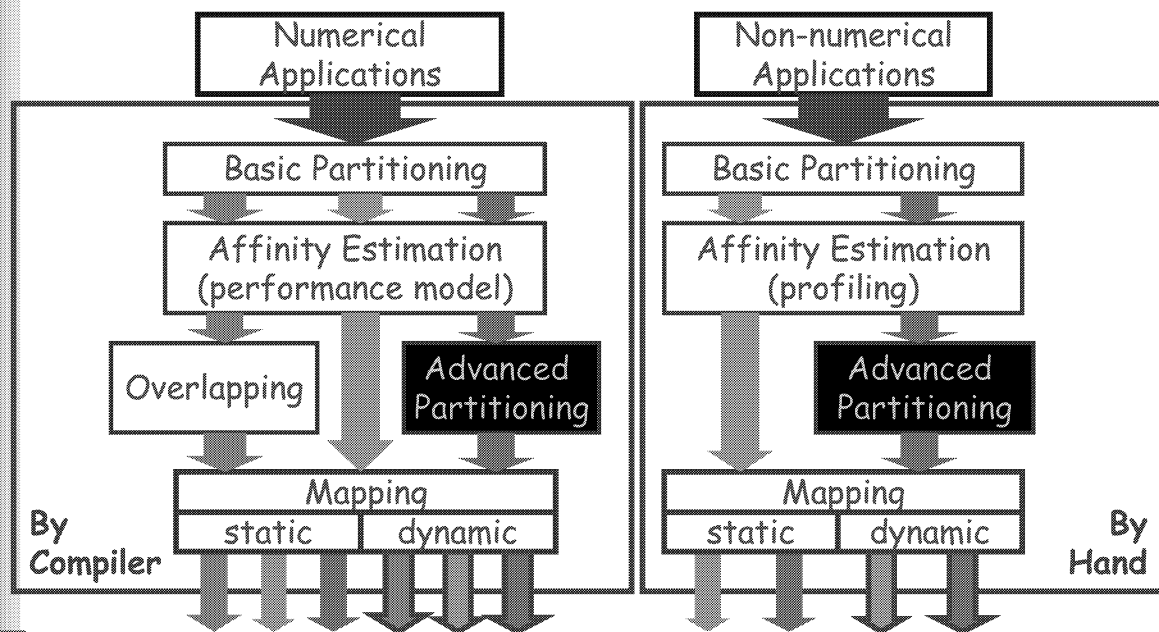 Numerical
Applications
Basic Partitioning
Affinity Estimation
(performance model)
Overlapping
Advanced
Partitioning
Mapping
static dynamic
By
Compiler
Non-numerical
Applications
Basic Partitioning
Affinity Estimation
(profiling)
Advanced
Partitioning
Mapping
static dynamic
By
Hand